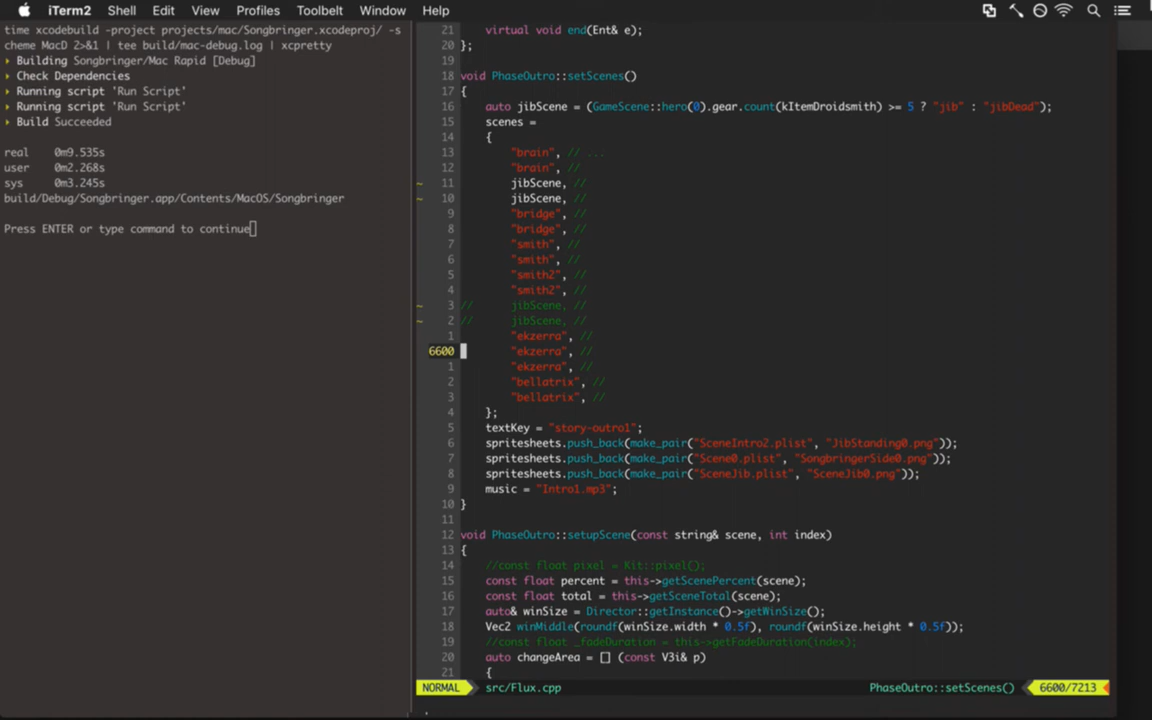 iTerm2 Shell Edit View Profiles Toolbelt Window Help
time xcodebuild -project projects/mac/Songbringer.xcodeproj/ -s
cheme MacD 2>&1 | tee build/mac-debug.log | xcpretty
Building Songbringer/Mac Rapid [Debug]
Check Dependencies
Running script 'Run Script'
Running script 'Run Script'
Build Succeeded
real 0m9.535s
user 0m2.268s
sys 0m3.245s
build/Debug/Songbringer.app/Contents/MacOS/Songbringer
Press ENTER or type command to continue
21 virtual void end(Ent& e);
20 };
19
18 void PhaseOutro::setScenes()
17 {
16 auto jibScene = (GameScene::hero(0).gear.count(kItemDroidsmith) >= 5 ? "jib" : "jibDead");
15 scenes =
14 {
13 "brain", // ...
12 "brain", //
~ 11 jibScene, //
~ 10 jibScene, //
9 "bridge", //
8 "bridge", //
7 "smith", //
6 "smith", //
5 "smith2", //
4 "smith2", //
~ 3 // jibScene, //
~ 2 // jibScene, //
1 "ekzerra", //
6600 "ekzerra", //
1 "ekzerra", //
2 "bellatrix", //
3 "bellatrix", //
4 };
5 textKey = "story-outro1";
6 spritesheets.push_back(make_pair("SceneIntro2.plist", "JibStanding0.png"));
7 spritesheets.push_back(make_pair("Scene0.plist", "SongbringerSide0.png"));
8 spritesheets.push_back(make_pair("SceneJib.plist", "SceneJib0.png"));
9 music = "Intro1.mp3";
10 }
11
12 void PhaseOutro::setupScene(const string& scene, int index)
13 {
14 //const float pixel = Kit::pixel();
15 const float percent = this->getScenePercent(scene);
16 const float total = this->getSceneTotal(scene);
17 auto& winSize = Director::getInstance()->getWinSize();
18 Vec2 winMiddle(roundf(winSize.width * 0.5f), roundf(winSize.height * 0.5f));
19 //const float _fadeDuration = this->getFadeDuration(index);
20 auto changeArea = [] (const V3i& p)
21 {
NORMAL src/Flux.cpp PhaseOutro::setScenes() 6600/7213